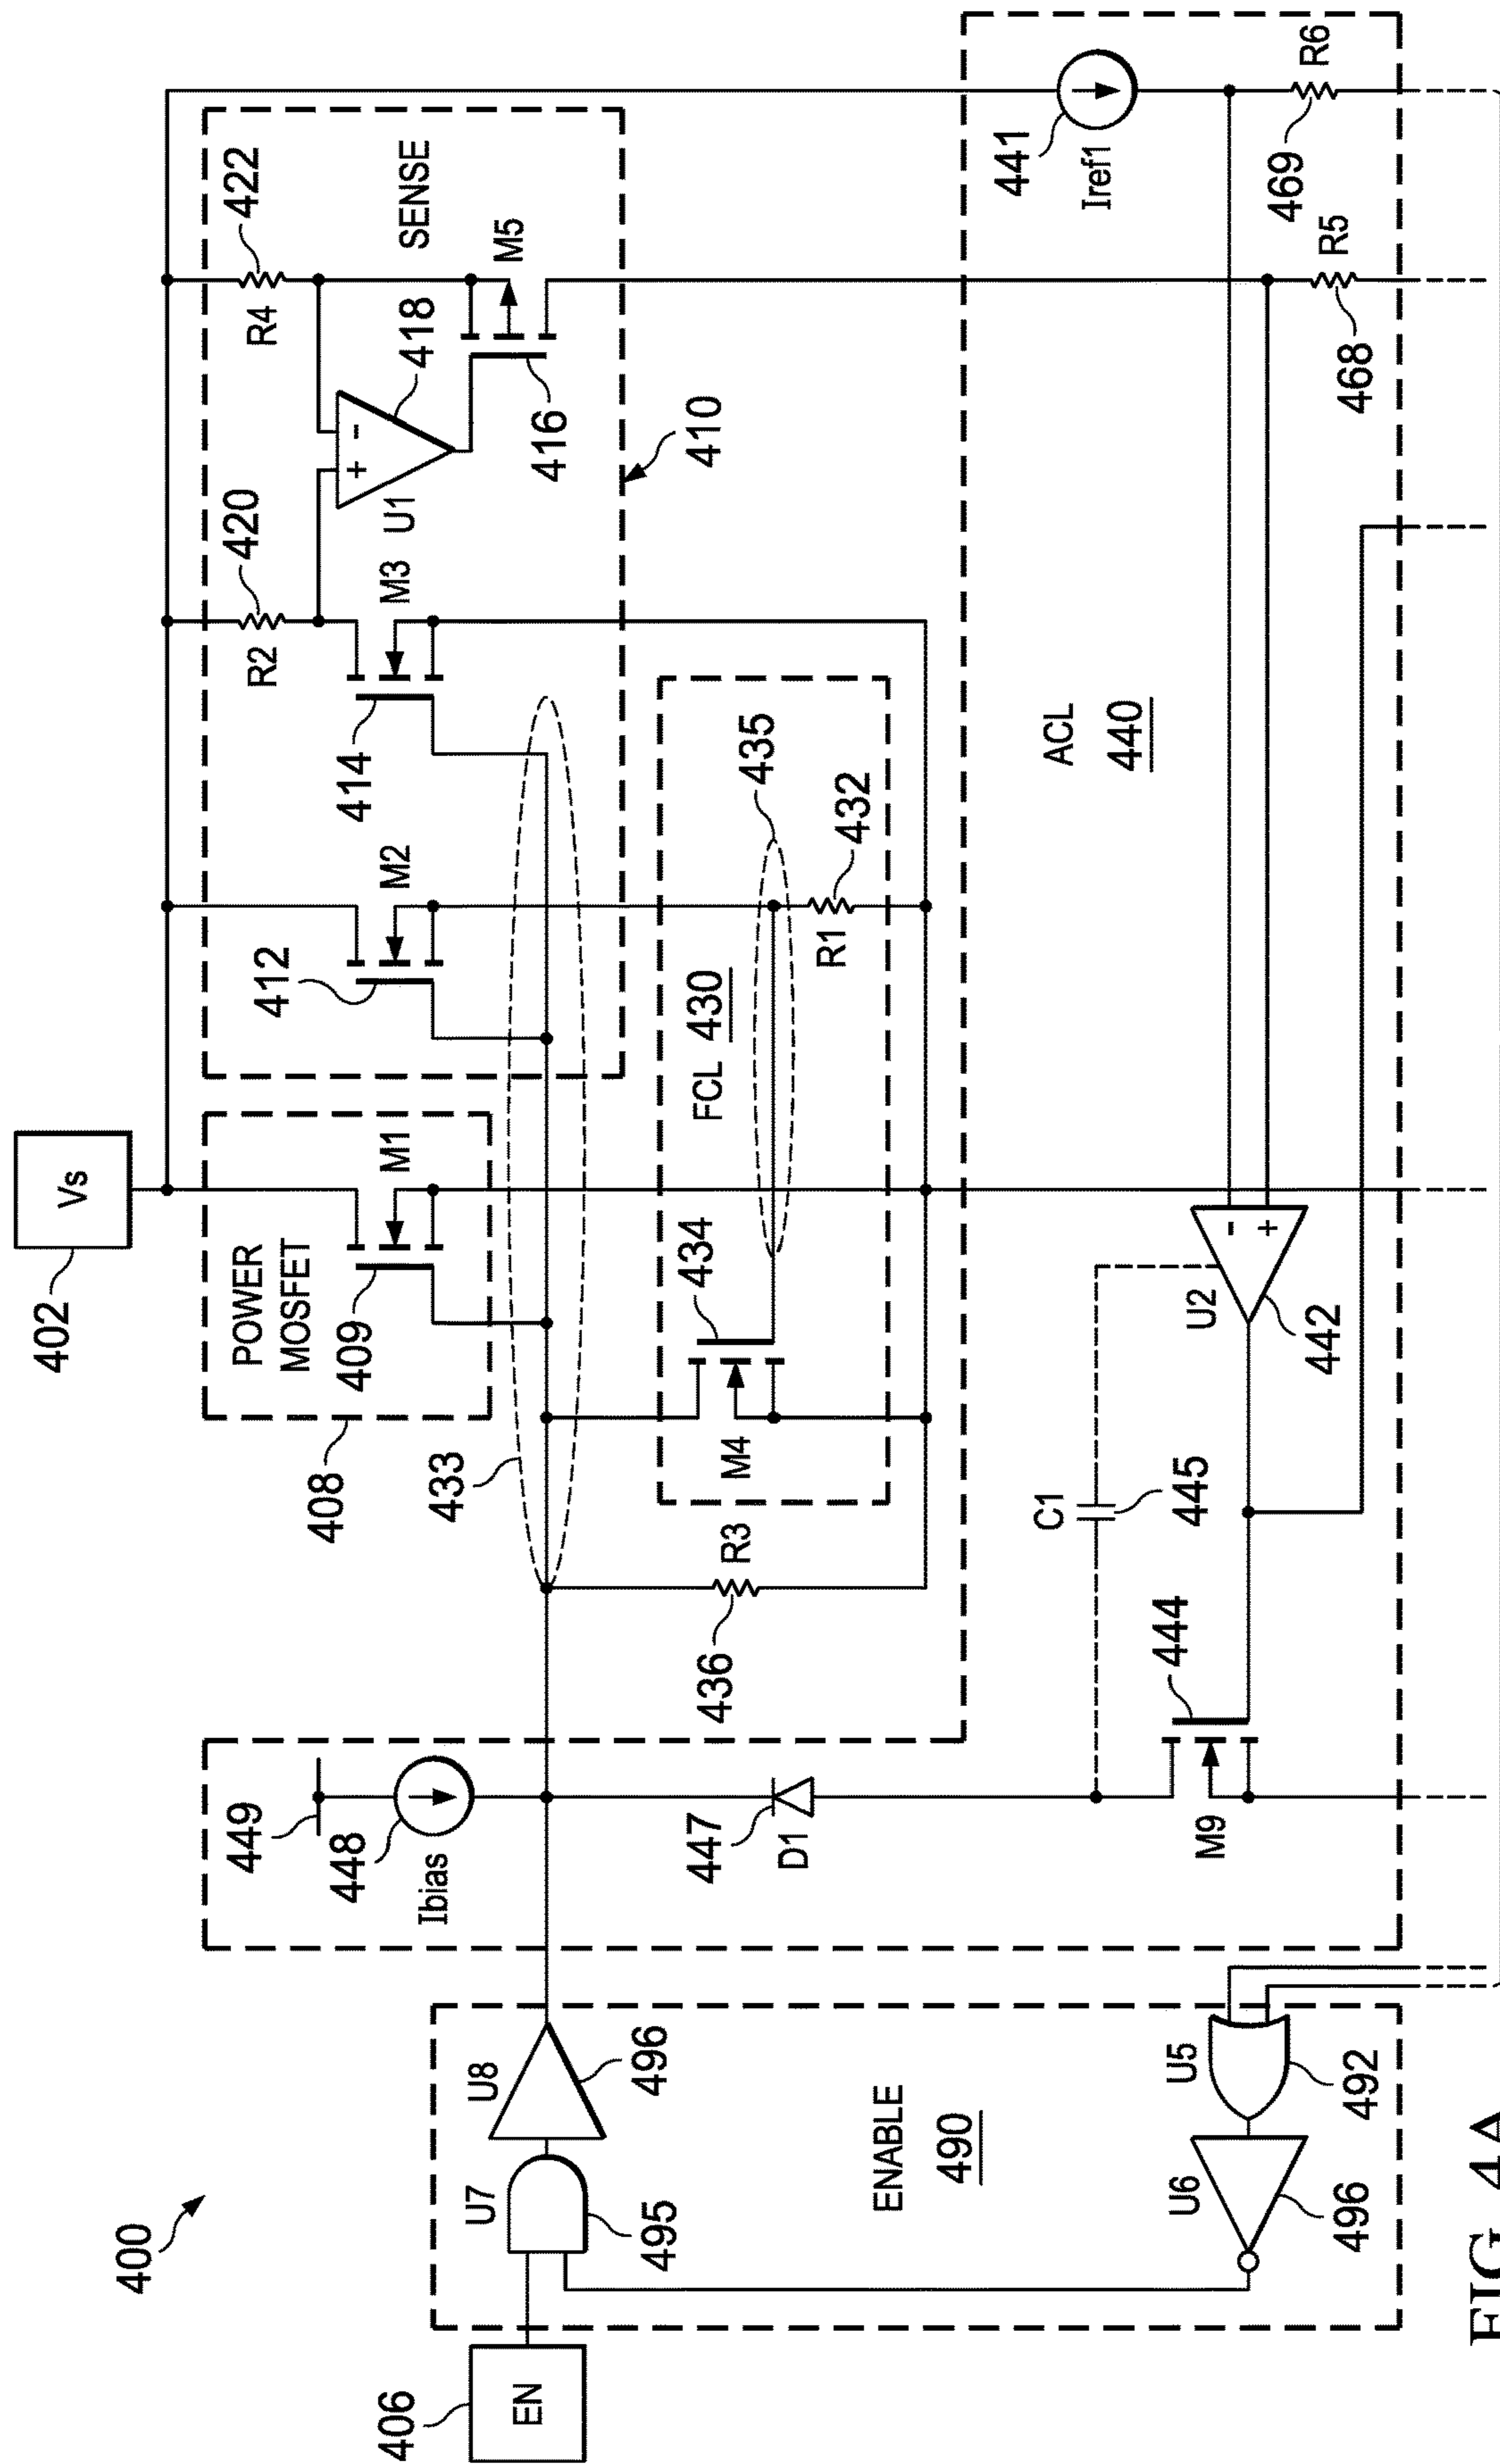 400
402
Vs
406
EN
POWER
MOSFET
409
M1
408
412
M2
414
M3
R2
420
R4
422
U1
418
SENSE
M5
416
410
433
FCL 430
434
M4
435
R1
432
R3
436
449
448
Ibias
447
D1
C1
445
444
M9
U2
442
ACL
440
441
Iref1
R6
469
R5
468
U8
496
U7
495
ENABLE
490
U5
492
U6
496
+
-
-
+
FIG. 4A